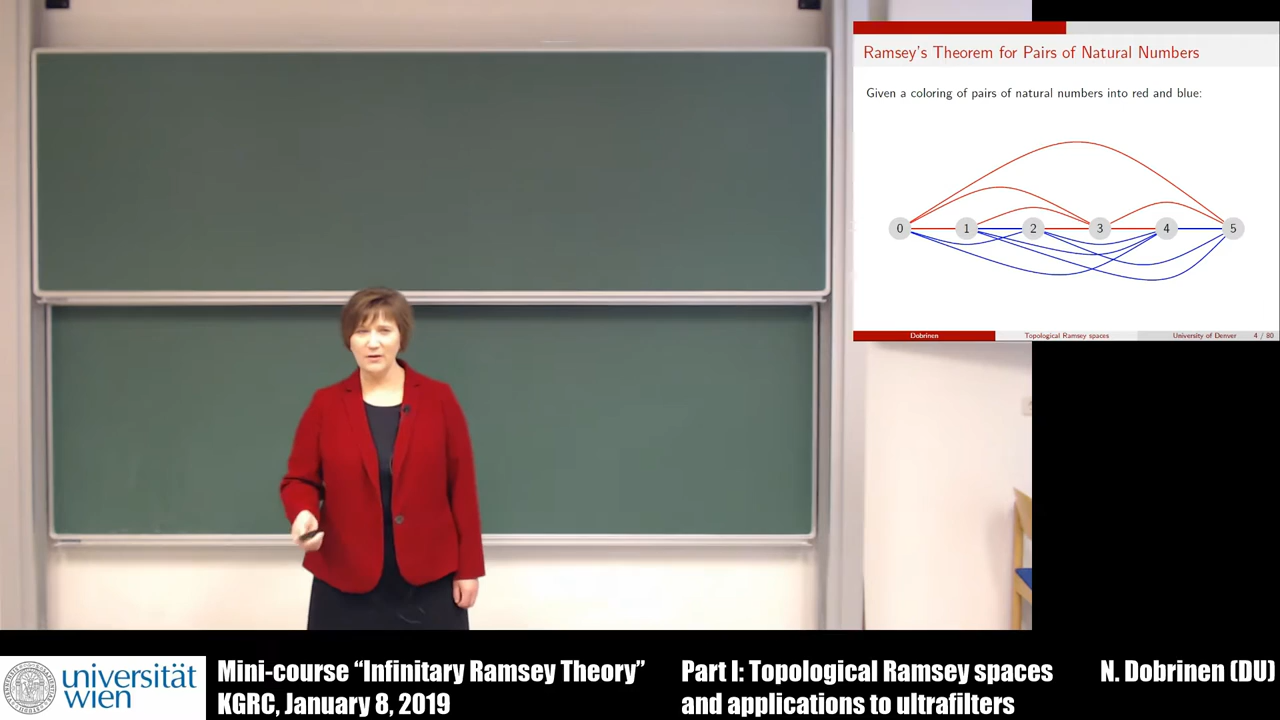 Ramsey's Theorem for Pairs of Natural Numbers
Given a coloring of pairs of natural numbers into red and blue:
0 1 2 3 4 5
Dobrinen Topological Ramsey spaces University of Denver 4 / 80
universität
wien
Mini-course “Infinitary Ramsey Theory”
KGRC, January 8, 2019
Part I: Topological Ramsey spaces
and applications to ultrafilters
N. Dobrinen (DU)